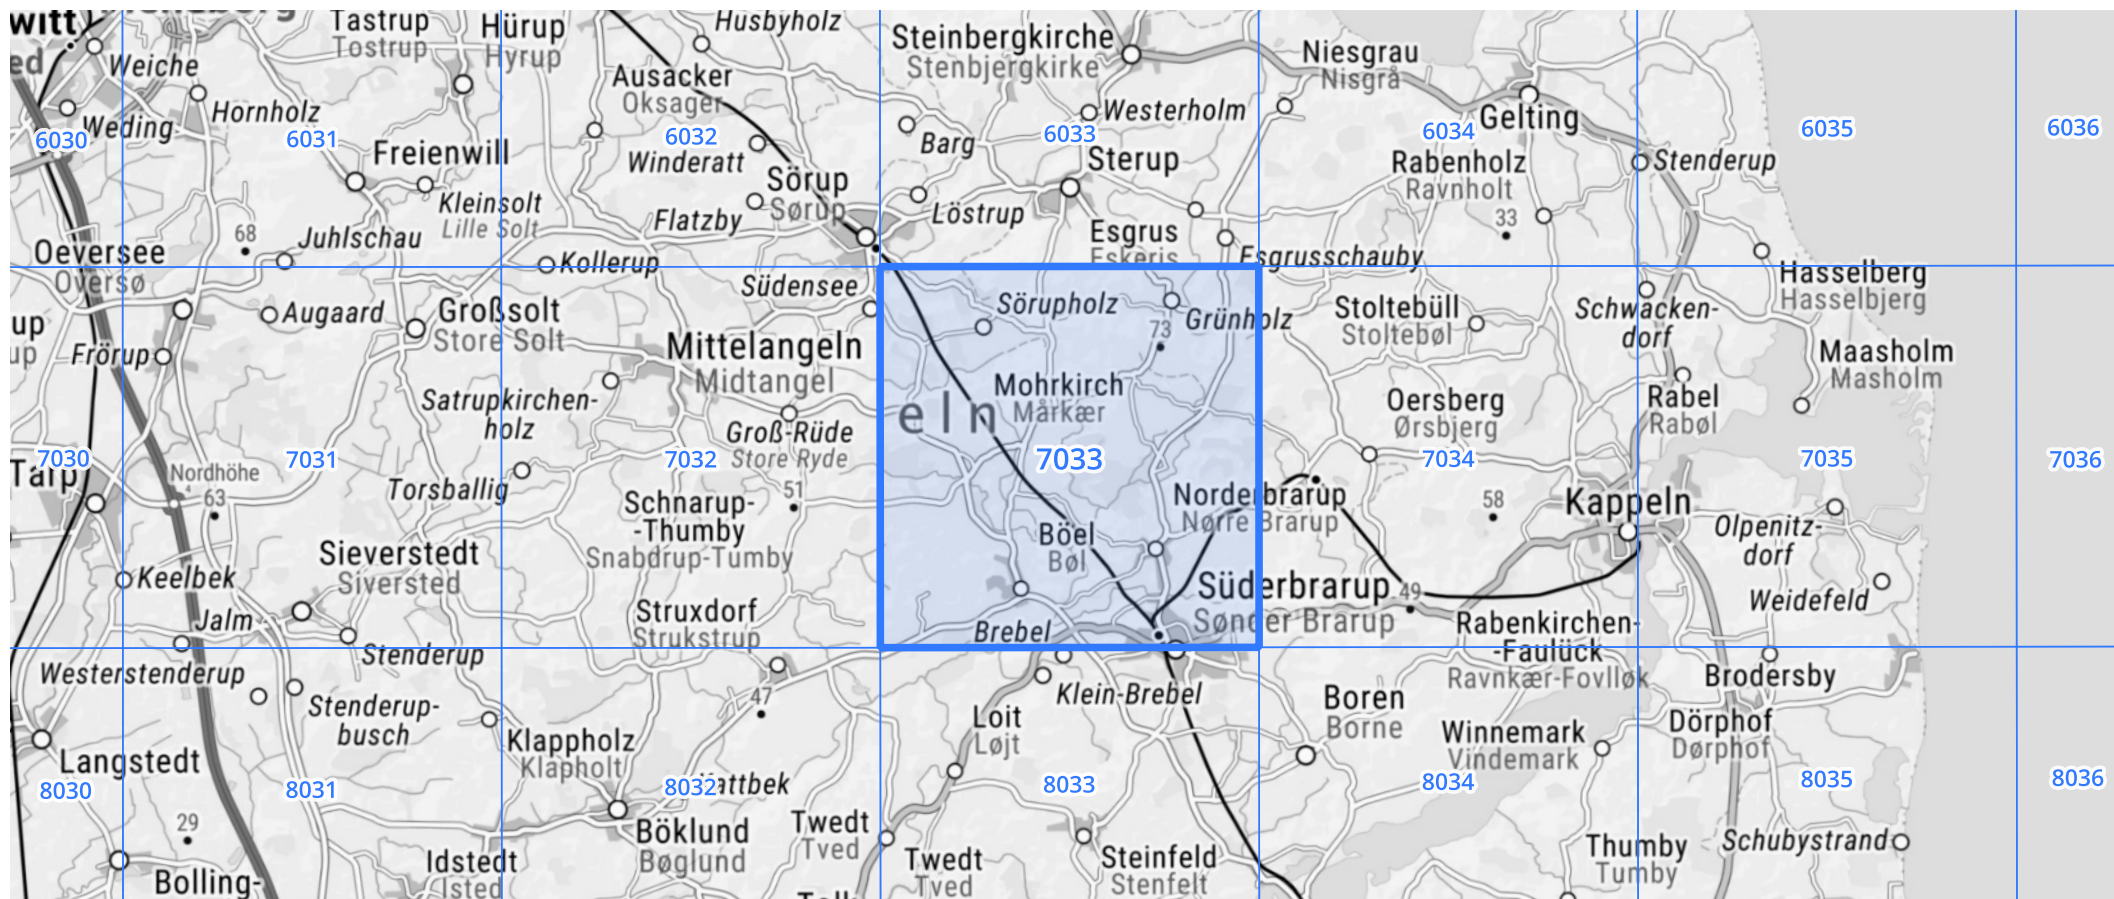 witt
ed
Weiche
Weding
Hornholz
6030
Tastrup
Tostrup
Hürup
Hyrup
6031
Freienwill
Kleinsolt
Lille Solt
Juhlschau
68
Oeversee
Oversø
Husbyholz
Ausacker
Oksager
6032
Winderatt
Sörup
Sørup
Flatzby
Kollerup
Steinbergkirche
Stenbjergkirke
Westerholm
6033
Barg
Sterup
Löstrup
Esgrus
Eskeris
Esgrusschauby
Niesgrau
Nisgrå
Gelting
6034
Rabenholz
Ravnholt
33
Stenderup
6035
6036
Hasselberg
Hasselbjerg
up
up
Frörup
7030
Tarp
Augaard
Großsolt
Store Solt
Nordhöhe
63
7031
Satrupkirchen-
holz
Torsballig
Sieverstedt
Siversted
Keelbek
Jalm
Stenderup
Südensee
Mittelangeln
Midtangel
Groß-Rüde
Store Ryde
7032
51
Schnarup-
-Thumby
Snabdrup-Tumby
Struxdorf
Strukstrup
Sörupholz
Grünholz
73
Mohrkirch
Mårkær
eln
7033
Norderbrarup
Nørre Brarup
Böel
Bøl
Süderbrarup
Sønder Brarup
Brebel
Stoltebüll
Stoltebøl
Oersberg
Ørsbjerg
7034
58
Kappeln
49
Rabenkirchen-
-Faulück
Ravnkær-Fovlløk
Schwacken-
dorf
Maasholm
Masholm
Rabel
Rabøl
7035
Olpenitz-
dorf
Weidefeld
7036
Westerstenderup
Langstedt
8030
29
Bolling-
Stenderup-
busch
8031
Klappholz
Klapholt
Idstedt
Isted
47
8032
attbek
Böklund
Bøglund
Twedt
Tved
Klein-Brebel
Loit
Løjt
8033
Twedt
Tved
Steinfeld
Stenfelt
Boren
Borne
Winnemark
Vindemark
8034
Thumby
Tumby
Brodersby
Dörphof
Dørphof
8035
Schubystrand
8036